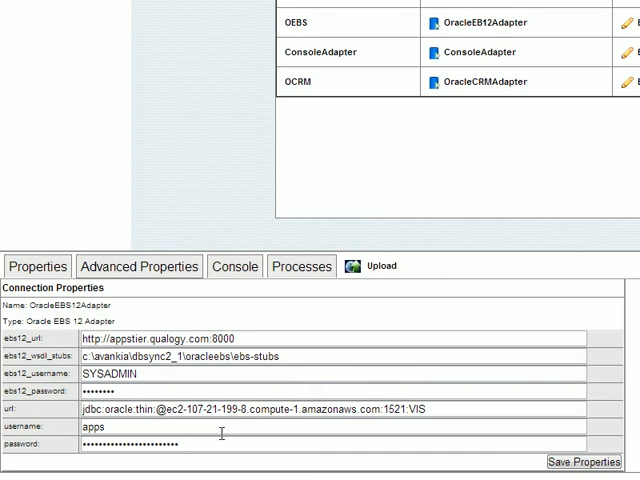 OEBS OracleEB12Adapter
ConsoleAdapter ConsoleAdapter
OCRM OracleCRMAdapter
Properties Advanced Properties Console Processes Upload
Connection Properties
Name: OracleEBS12Adapter
Type: Oracle EBS 12 Adapter
ebs12_url: http://appstier.qualogy.com:8000
ebs12_wsdl_stubs: c:\avankia\dbsync2_1\oracleebs\ebs-stubs
ebs12_username: SYSADMIN
ebs12_password: ••••••••
url: jdbc:oracle:thin:@ec2-107-21-199-8.compute-1.amazonaws.com:1521:VIS
username: apps
password: ••••••••••••••••••••••••
Save Properties